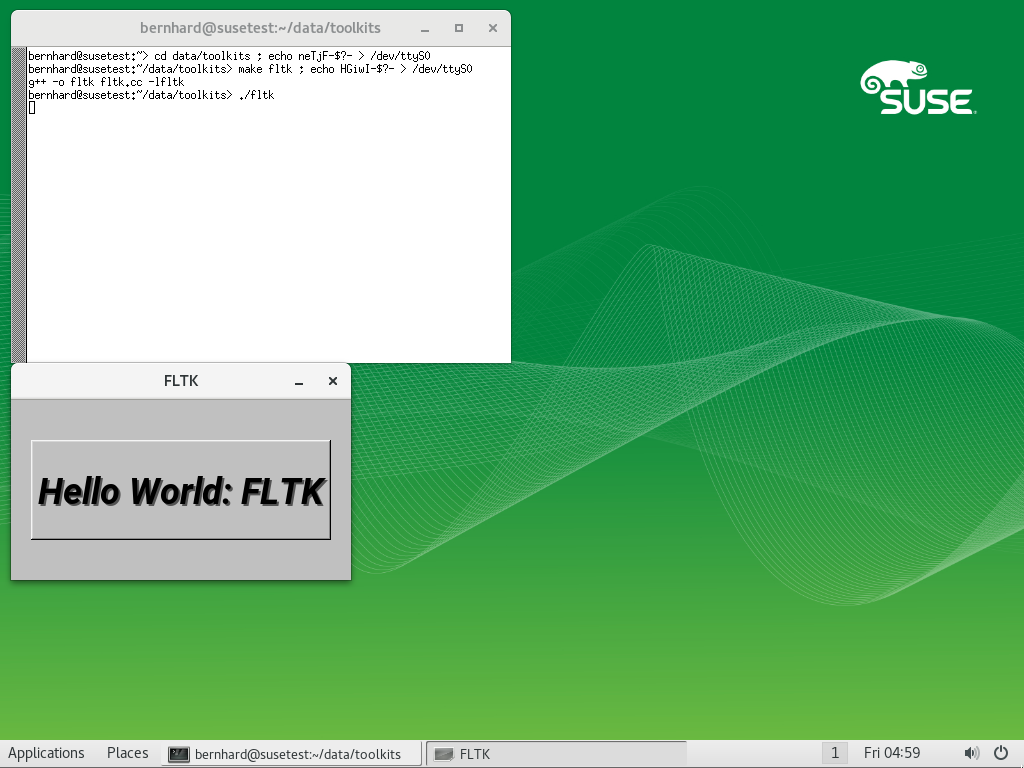 bernhard@susetest:~/data/toolkits
bernhard@susetest:~> cd data/toolkits ; echo neTjF-$?- > /dev/ttyS0
bernhard@susetest:~/data/toolkits> make fltk ; echo HGiwI-$?- > /dev/ttyS0
g++ -o fltk fltk.cc -lfltk
bernhard@susetest:~/data/toolkits> ./fltk
SUSE
FLTK
Hello World: FLTK
Applications Places bernhard@susetest:~/data/toolkits FLTK 1 Fri 04:59